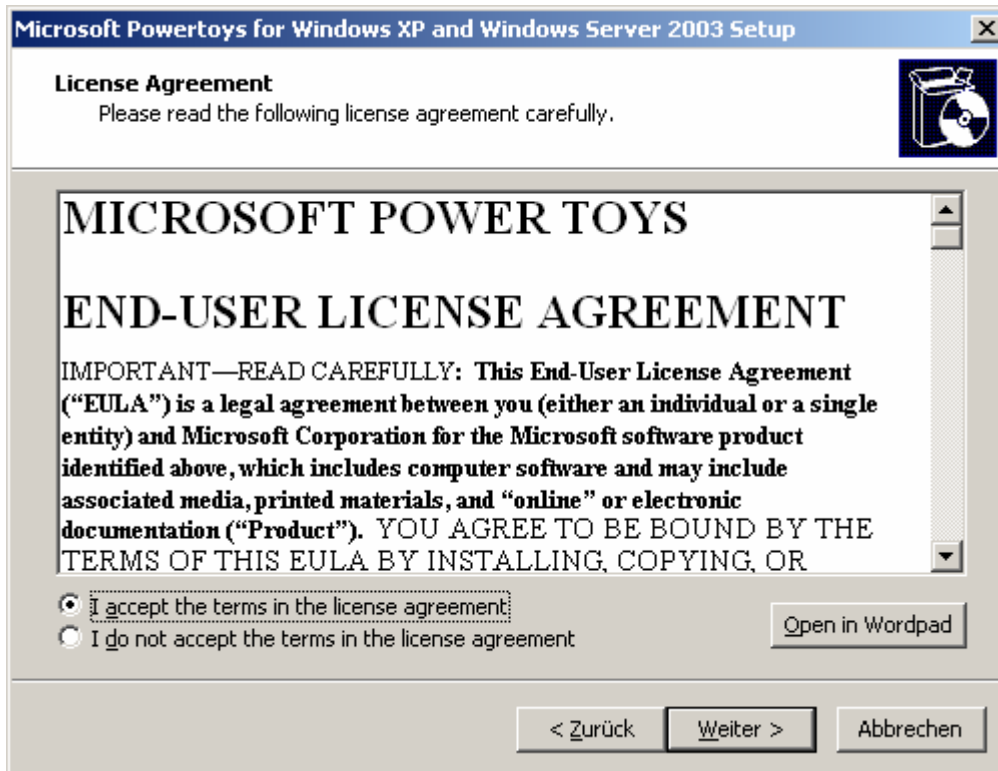 Microsoft Powertoys for Windows XP and Windows Server 2003 Setup
License Agreement
Please read the following license agreement carefully.
MICROSOFT POWER TOYS
END-USER LICENSE AGREEMENT
IMPORTANT—READ CAREFULLY: This End-User License Agreement
(“EULA”) is a legal agreement between you (either an individual or a single
entity) and Microsoft Corporation for the Microsoft software product
identified above, which includes computer software and may include
associated media, printed materials, and “online” or electronic
documentation (“Product”). YOU AGREE TO BE BOUND BY THE
TERMS OF THIS EULA BY INSTALLING, COPYING, OR
I accept the terms in the license agreement
I do not accept the terms in the license agreement
Open in Wordpad
< Zurück
Weiter >
Abbrechen